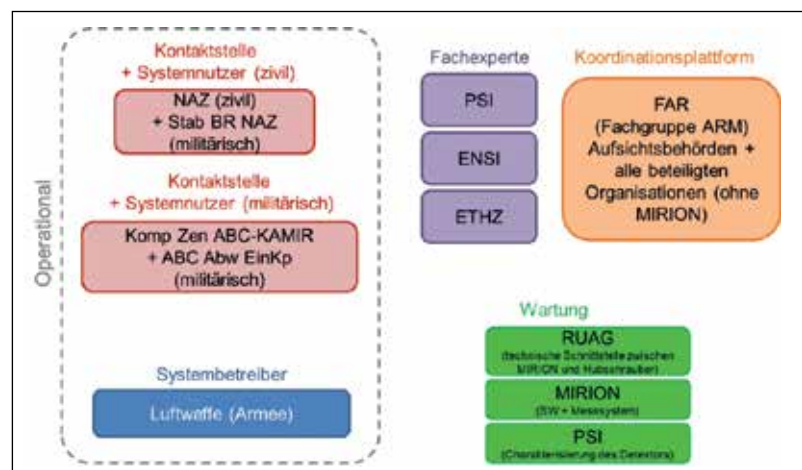 Operational
Kontaktstelle
+ Systemnutzer (zivil)
NAZ (zivil)
+ Stab BR NAZ
(militärisch)
Kontaktstelle
+ Systemnutzer (militärisch)
Komp Zen ABC-KAMIR
+ ABC Abw EinKp
(militärisch)
Systembetreiber
Luftwaffe (Armee)
Fachexperte
PSI
ENSI
ETHZ
Koordinationsplattform
FAR
(Fachgruppe ARM)
Aufsichtsbehörden +
alle beteiligten
Organisationen (ohne
MIRION)
Wartung
RUAG
(technische Schnittstelle zwischen
MIRION und Hubschrauber)
MIRION
(SW + Messsystem)
PSI
(Charakterisierung des Detektors)